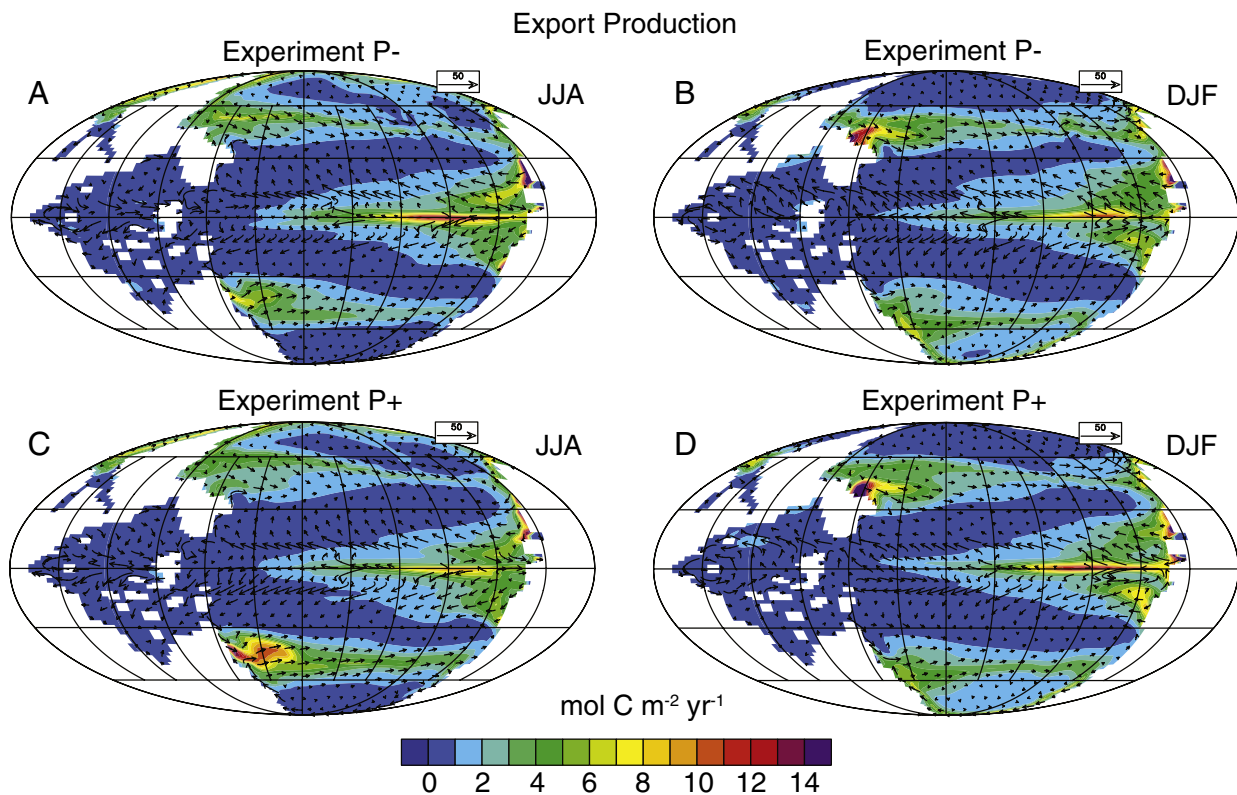 Export Production
Experiment P-
Experiment P-
A
50
JJA
B
50
DJF
Experiment P+
Experiment P+
C
50
JJA
D
50
DJF
mol C m⁻² yr⁻¹
0 2 4 6 8 10 12 14